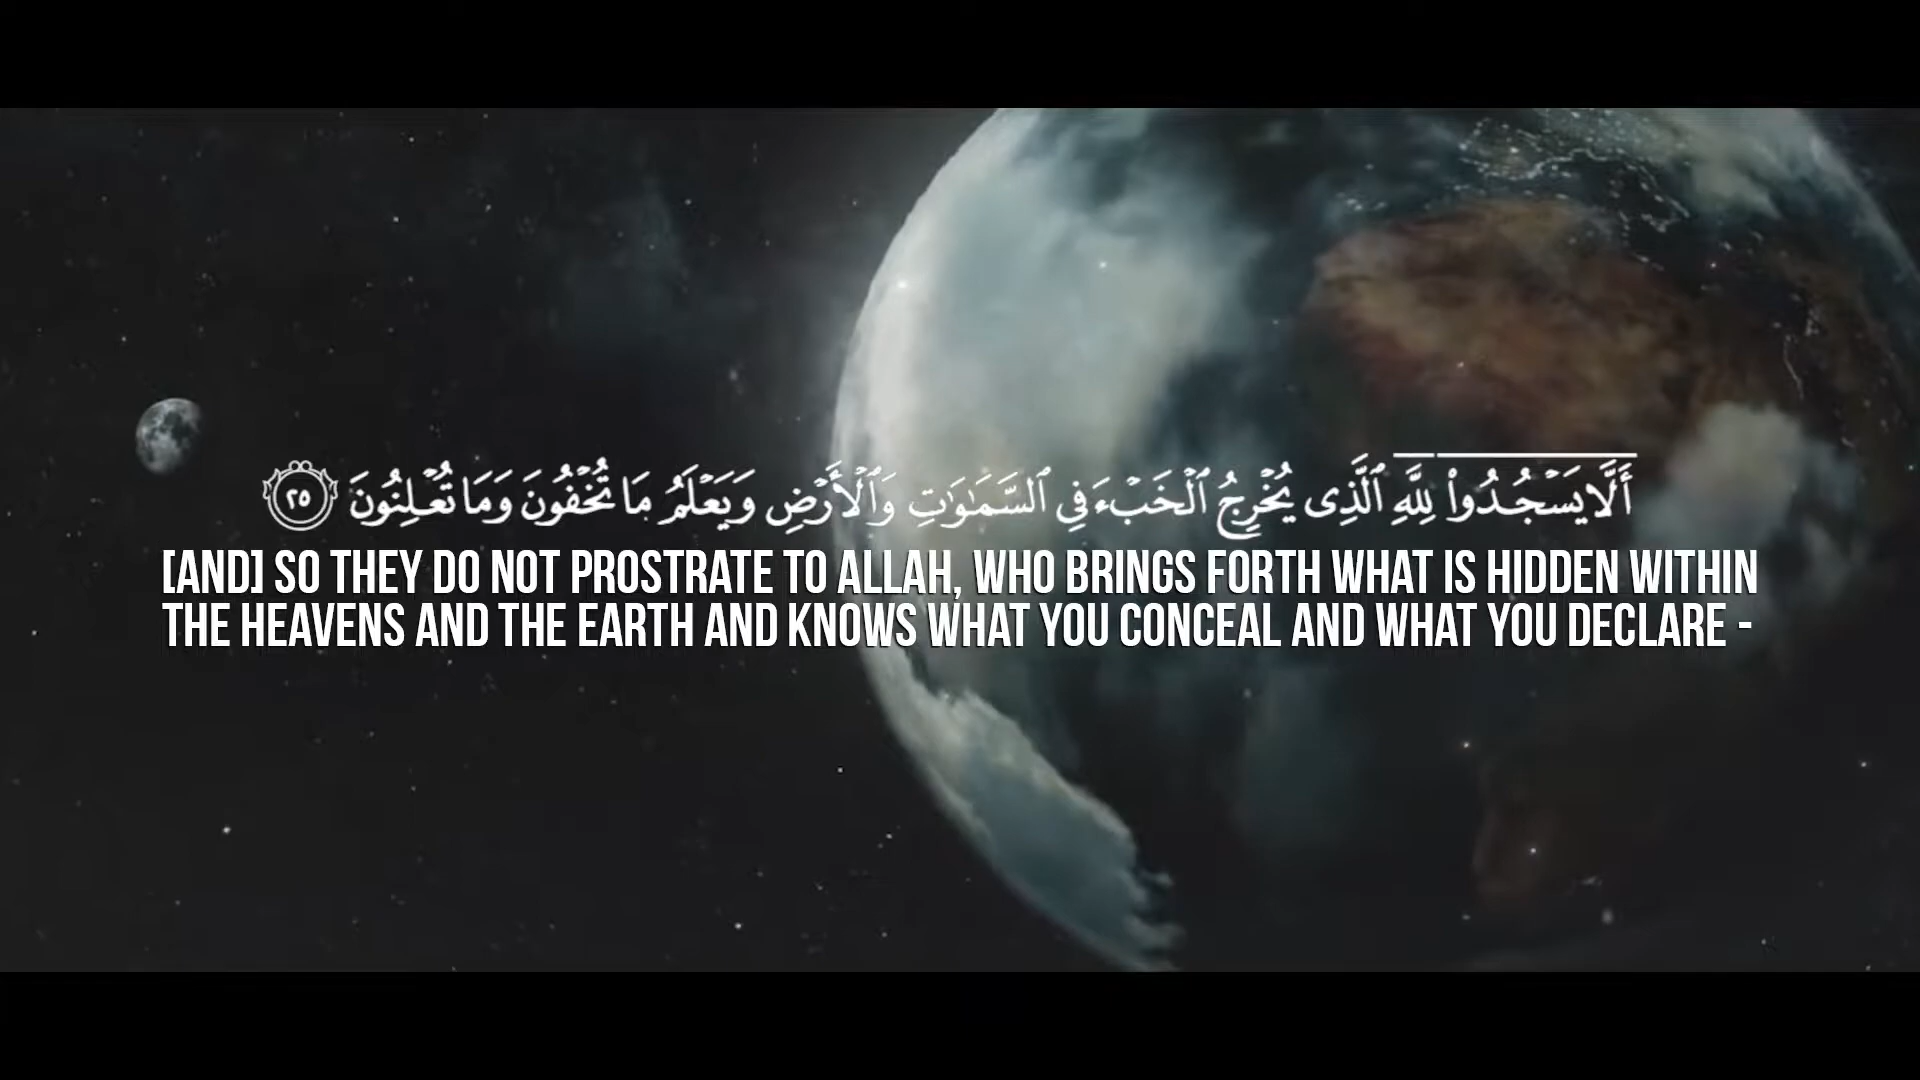 أَلَّا يَسْجُدُوا۟ لِلَّهِ ٱلَّذِى يُخْرِجُ ٱلْخَبْءَ فِى ٱلسَّمَـٰوَٰتِ وَٱلْأَرْضِ وَيَعْلَمُ مَا تُخْفُونَ وَمَا تُعْلِنُونَ ٢٥
[AND] SO THEY DO NOT PROSTRATE TO ALLAH, WHO BRINGS FORTH WHAT IS HIDDEN WITHIN
THE HEAVENS AND THE EARTH AND KNOWS WHAT YOU CONCEAL AND WHAT YOU DECLARE -